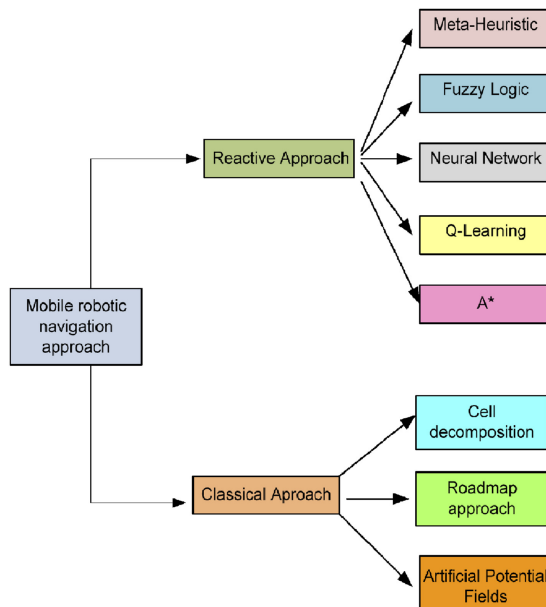 Meta-Heuristic
Fuzzy Logic
Reactive Approach
Neural Network
Q-Learning
Mobile robotic
navigation
approach
A*
Cell
decomposition
Classical Aproach
Roadmap
approach
Artificial Potential
Fields